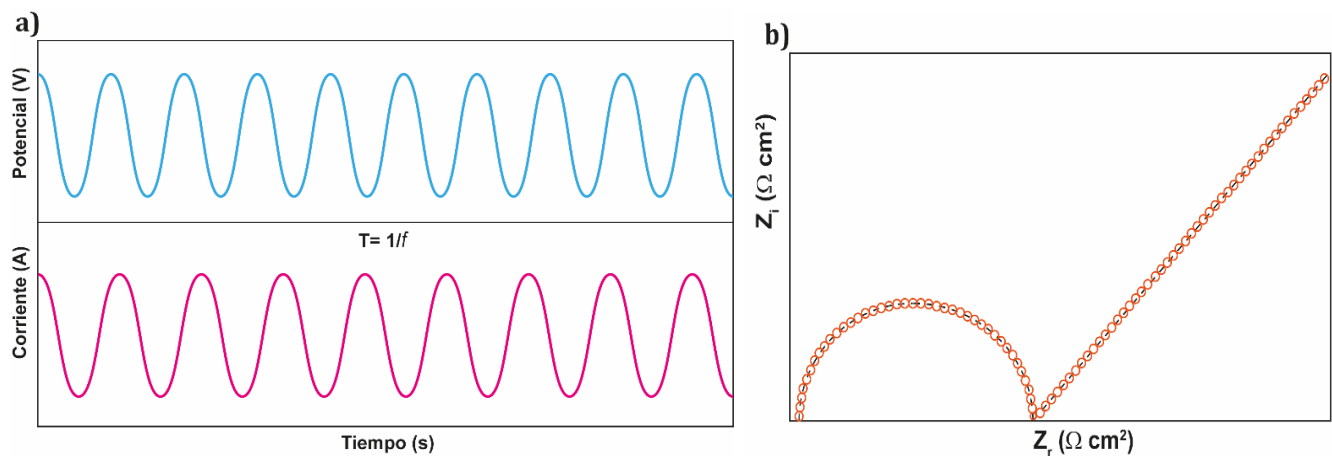 a)
Potencial (V)
T= 1/f
Corriente (A)
Tiempo (s)
b)
Zi (Ω cm²)
Zr (Ω cm²)